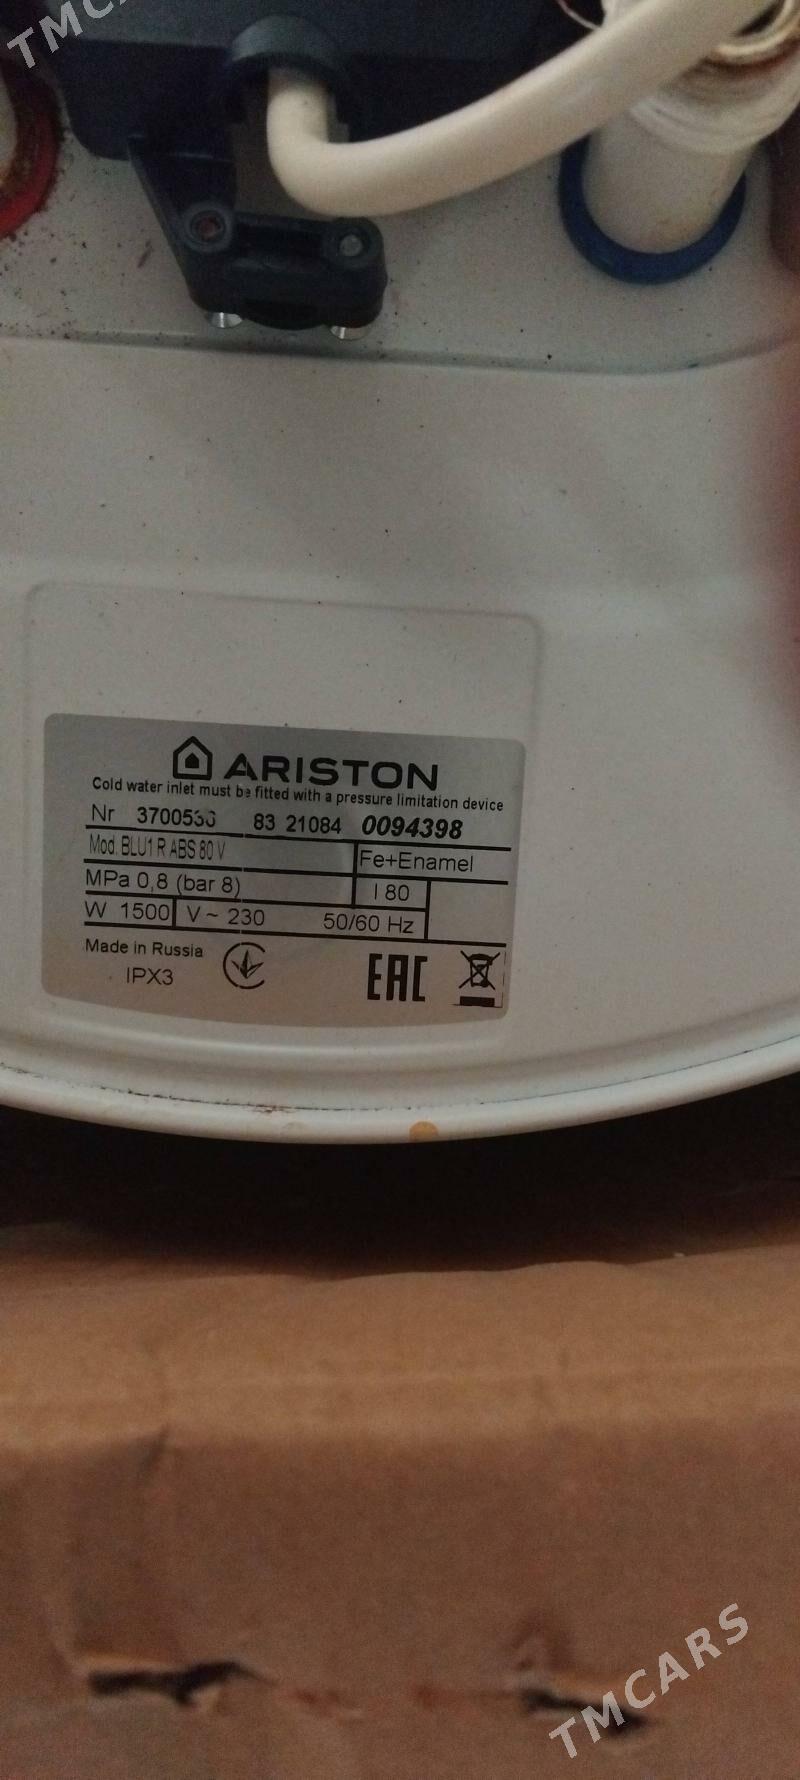 TMCA
ARISTON
Cold water inlet must be fitted with a pressure limitation device
Nr 3700536 83 21084 0094398
Mod. BLU1 R ABS 80 V Fe+Enamel
MPa 0,8 (bar 8) l 80
W 1500 V ~ 230 50/60 Hz
Made in Russia
IPX3
EAC
TMCARS